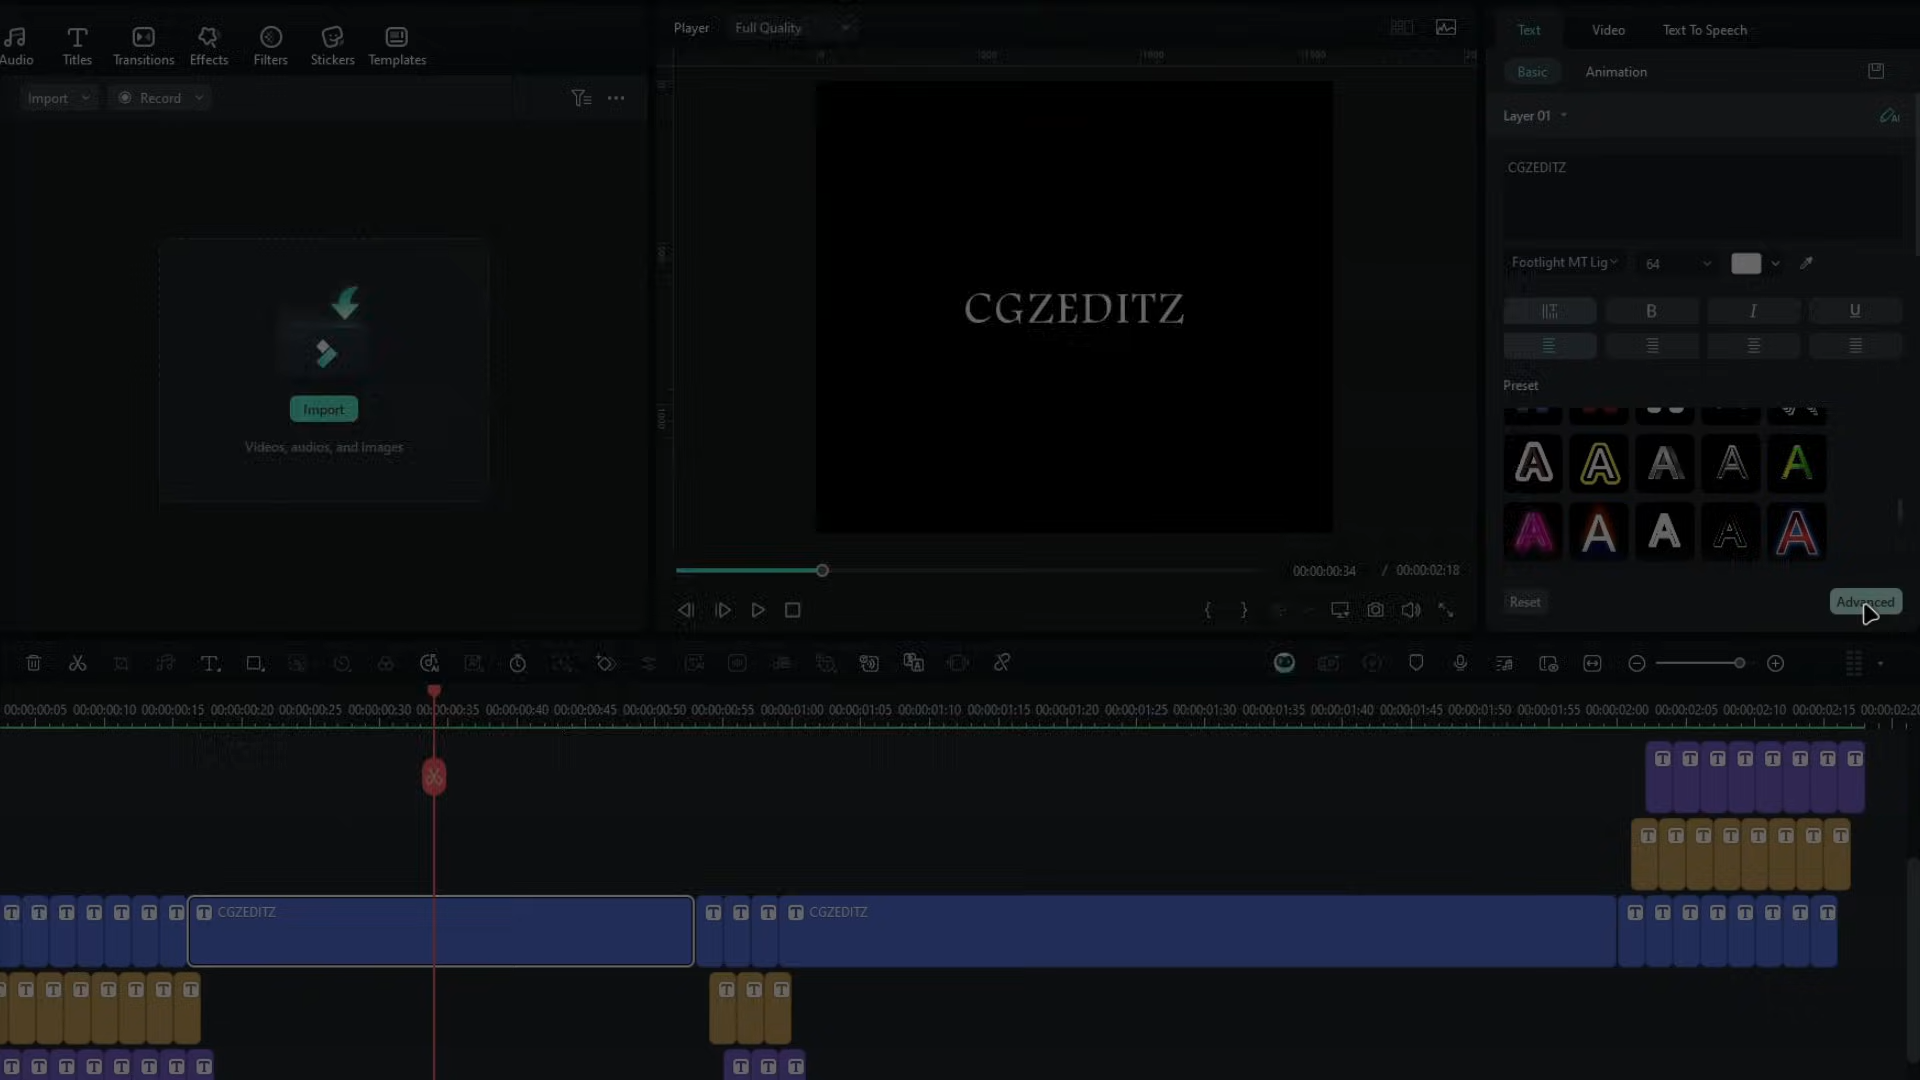 Audio Titles Transitions Effects Filters Stickers Templates
Import Record
Import
Videos, audios, and images
Player Full Quality
CGZEDITZ
00:00:00:34 / 00:00:02:18
Text Video Text To Speech
Basic Animation
Layer 01
CGZEDITZ
Footlight MT Lig 64
B I U
Preset
Reset Advanced
00:00:00:05 00:00:00:10 00:00:00:15 00:00:00:20 00:00:00:25 00:00:00:30 00:00:00:35 00:00:00:40 00:00:00:45 00:00:00:50 00:00:00:55 00:00:01:00 00:00:01:05 00:00:01:10 00:00:01:15 00:00:01:20 00:00:01:25 00:00:01:30 00:00:01:35 00:00:01:40 00:00:01:45 00:00:01:50 00:00:01:55 00:00:02:00 00:00:02:05 00:00:02:10 00:00:02:15 00:00:02:20
CGZEDITZ CGZEDITZ